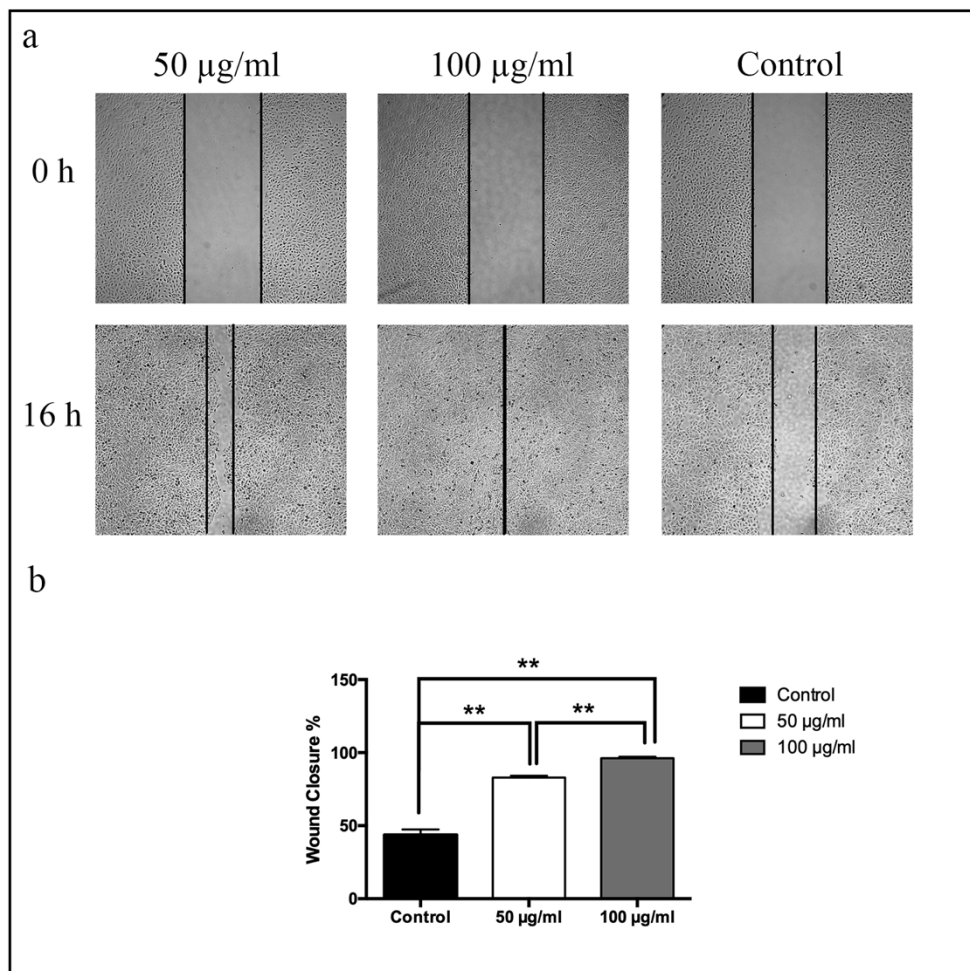 a
50 µg/ml 100 µg/ml Control
0 h
16 h
b
**
** **
150
100
50
0
Wound Closure %
Control 50 µg/ml 100 µg/ml
Control
50 µg/ml
100 µg/ml